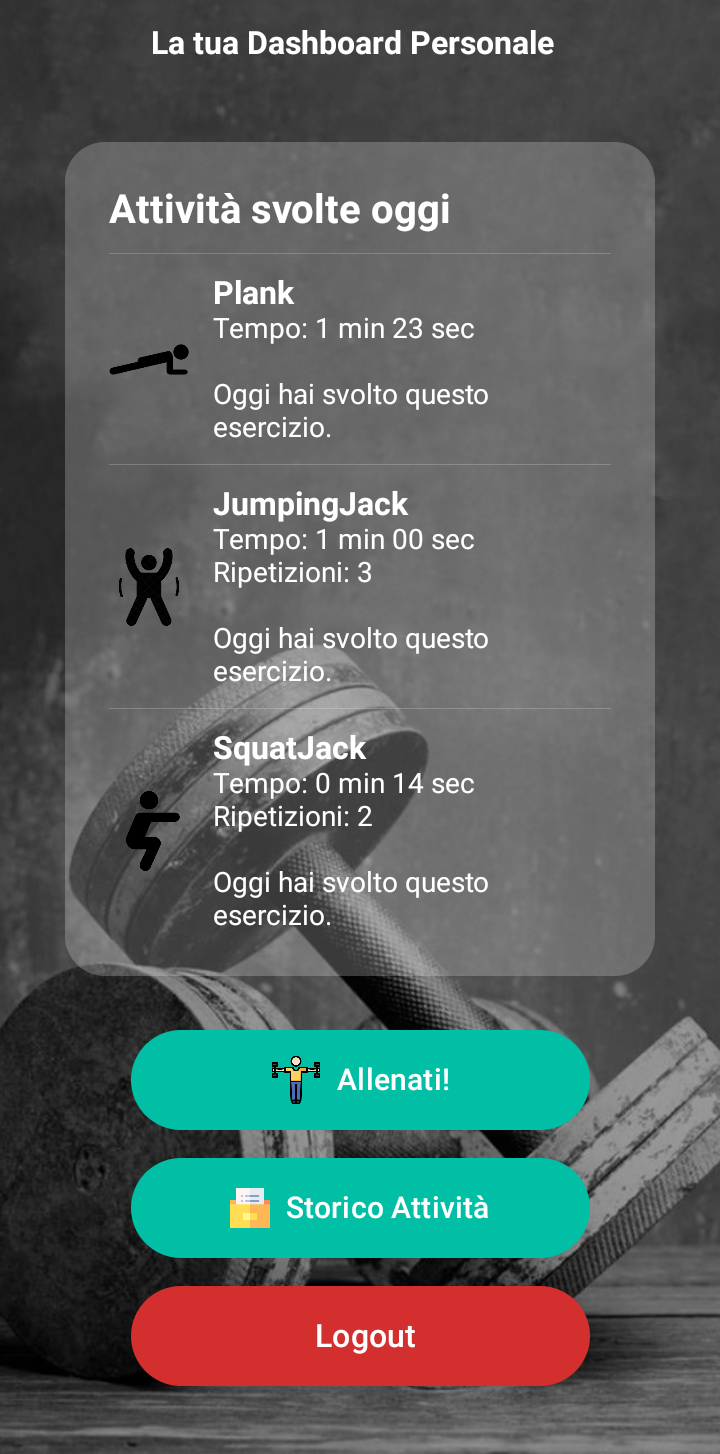 La tua Dashboard Personale
Attività svolte oggi
Plank
Tempo: 1 min 23 sec
Oggi hai svolto questo
esercizio.
JumpingJack
Tempo: 1 min 00 sec
Ripetizioni: 3
Oggi hai svolto questo
esercizio.
SquatJack
Tempo: 0 min 14 sec
Ripetizioni: 2
Oggi hai svolto questo
esercizio.
Allenati!
Storico Attività
Logout